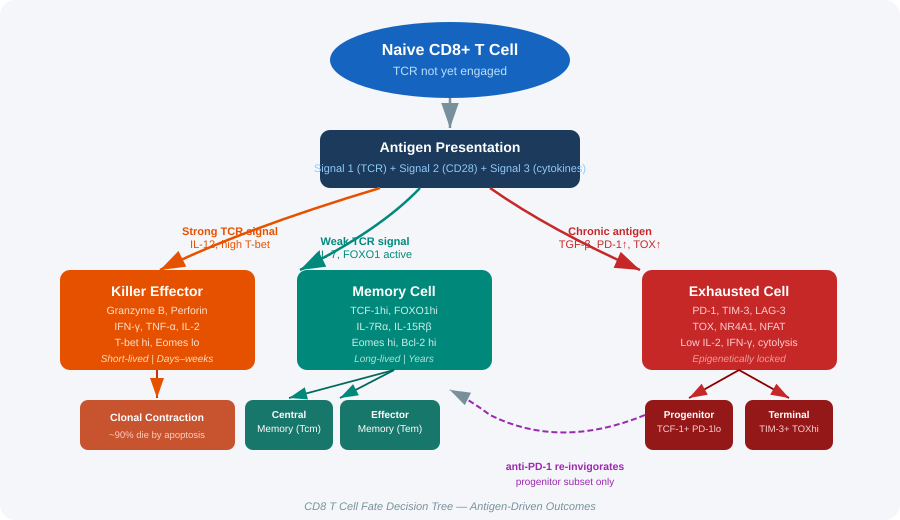 Naive CD8+ T Cell
TCR not yet engaged
Antigen Presentation
Signal 1 (TCR) + Signal 2 (CD28) + Signal 3 (cytokines)
Strong TCR signal
IL-12, high T-bet
Weak TCR signal
IL-7, FOXO1 active
Chronic antigen
TGF-β, PD-1↑, TOX↑
Killer Effector
Granzyme B, Perforin
IFN-γ, TNF-α, IL-2
T-bet hi, Eomes lo
Short-lived | Days–weeks
Memory Cell
TCF-1hi, FOXO1hi
IL-7Rα, IL-15Rβ
Eomes hi, Bcl-2 hi
Long-lived | Years
Exhausted Cell
PD-1, TIM-3, LAG-3
TOX, NR4A1, NFAT
Low IL-2, IFN-γ, cytolysis
Epigenetically locked
Clonal Contraction
~90% die by apoptosis
Central
Memory (Tcm)
Effector
Memory (Tem)
Progenitor
TCF-1+ PD-1lo
Terminal
TIM-3+ TOXhi
anti-PD-1 re-invigorates
progenitor subset only
CD8 T Cell Fate Decision Tree — Antigen-Driven Outcomes